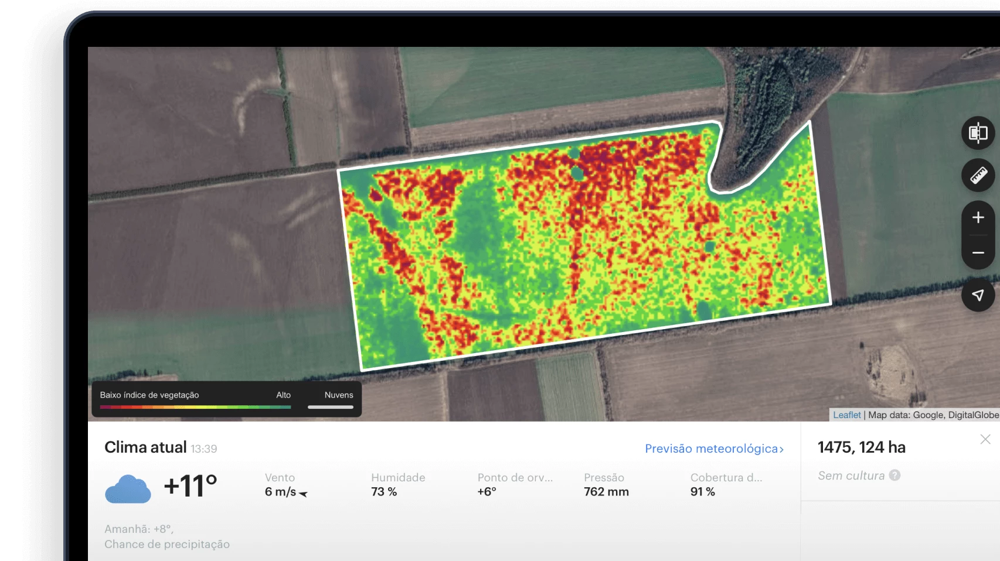 Baixo índice de vegetação Alto Nuvens
Leaflet | Map data: Google, DigitalGlobe
Clima atual 13:39
Previsão meteorológica›
+11°
Vento
6 m/s
Humidade
73 %
Ponto de orv...
+6°
Pressão
762 mm
Cobertura d...
91 %
Amanhã: +8°,
Chance de precipitação
1475, 124 ha
Sem cultura ?